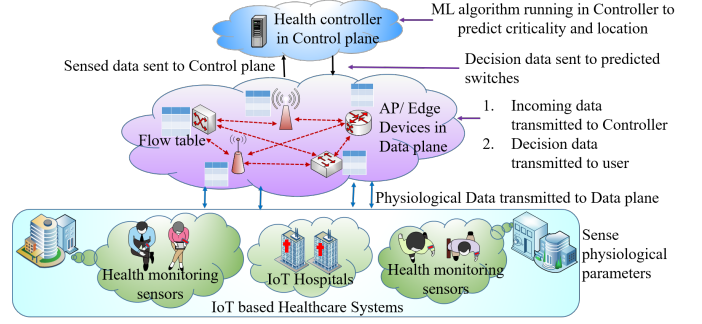 Health controller
in Control plane
ML algorithm running in Controller to
predict criticality and location
Sensed data sent to Control plane
Decision data sent to predicted
switches
AP/ Edge
Devices in
Data plane
Flow table
1. Incoming data
transmitted to Controller
2. Decision data
transmitted to user
Physiological Data transmitted to Data plane
Health monitoring
sensors
IoT Hospitals
Health monitoring
sensors
Sense
physiological
parameters
IoT based Healthcare Systems